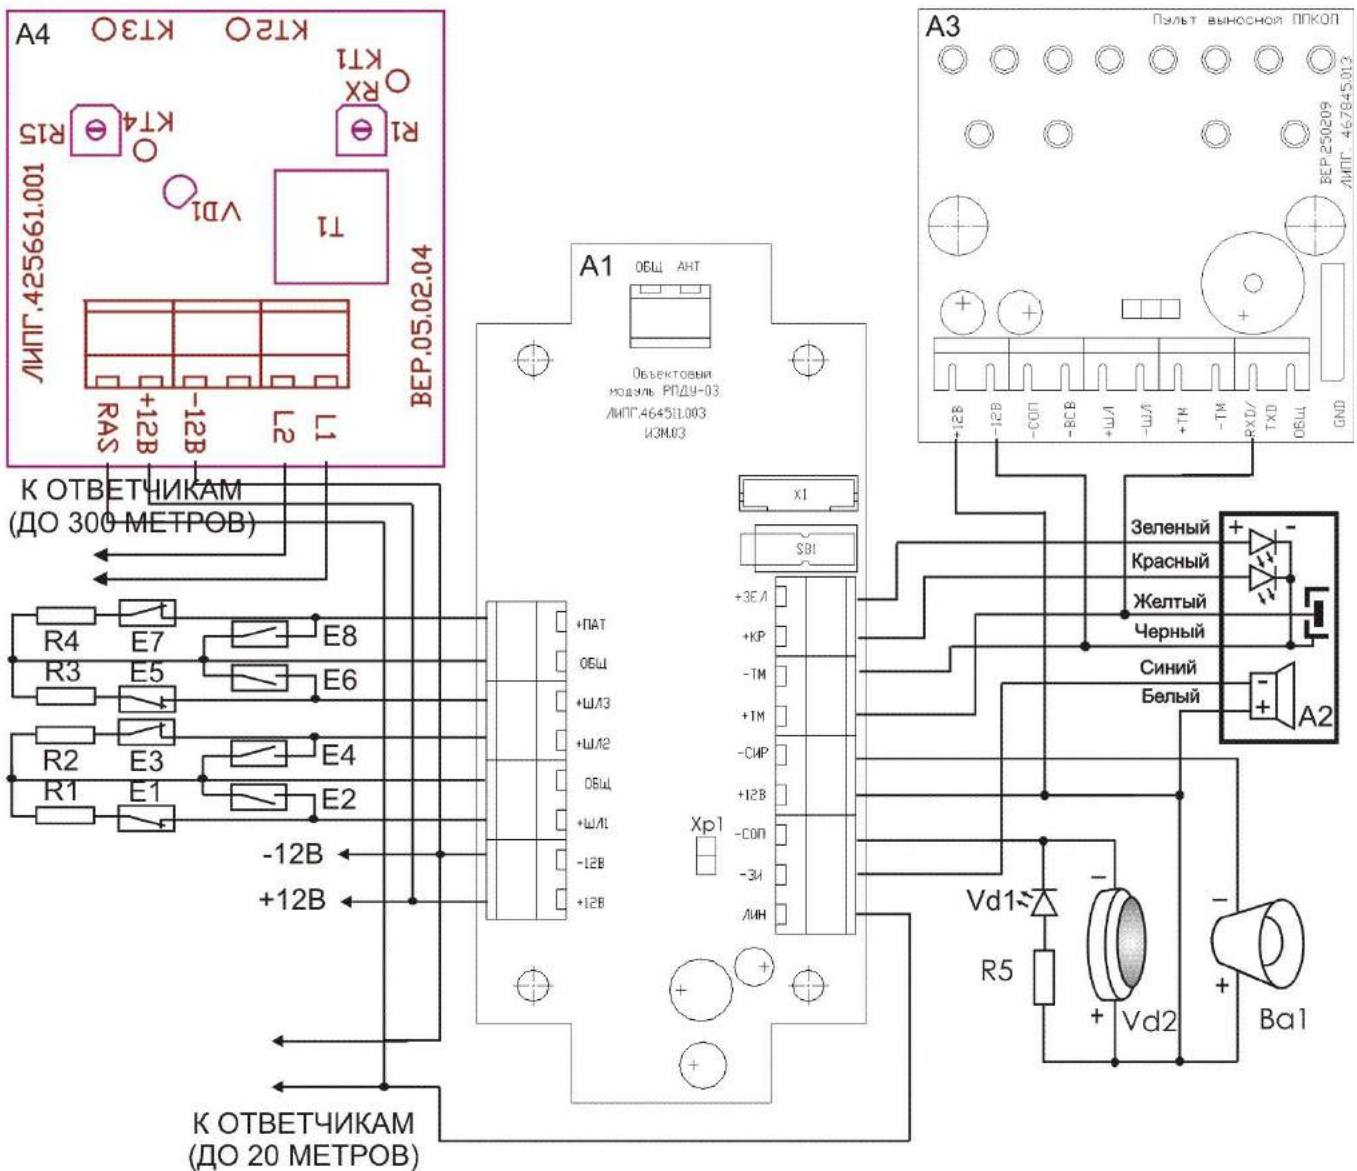 A4
KT3
KT2
KT1
RX
R15
KT4
R1
VD1
T1
ЛИПГ.425661.001
ВЕР.05.02.04
RAS
+12В
-12В
L2
L1
К ОТВЕТЧИКАМ
(ДО 300 МЕТРОВ)
A3
Пульт выносной ППКОП
ВЕР.250209
ЛИПГ. 467845.013
+12В
-12В
-СОП
-ВСВ
+ШЛ
-ШЛ
+ТМ
-ТМ
RXD/
TXD
ОБЩ
GND
A1
ОБЩ АНТ
Объектовый
модуль РПДУ-03
ЛИПГ.464511.003
ИЗМ.03
X1
SB1
+ЗЕЛ
+КР
-ТМ
+ТМ
-СИР
+12В
-СОП
-ЗИ
ЛИН
Xp1
+ПАТ
ОБЩ
+ШЛ3
+ШЛ2
ОБЩ
+ШЛ1
-12В
+12В
R4
E7
E8
R3
E5
E6
R2
E3
E4
R1
E1
E2
-12В
+12В
К ОТВЕТЧИКАМ
(ДО 20 МЕТРОВ)
Зеленый
Красный
Желтый
Черный
Синий
Белый
+ -
-
+
A2
Vd1
R5
-
+
Vd2
-
+
Ba1